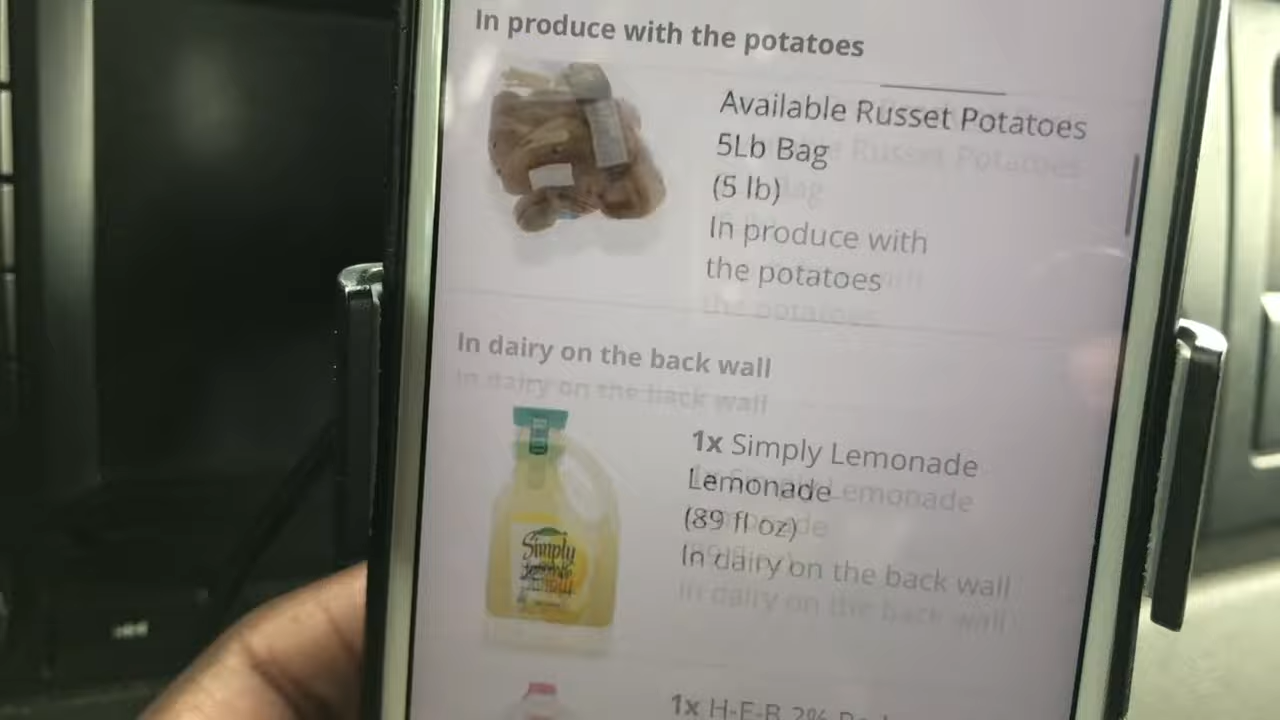 In produce with the potatoes
Available Russet Potatoes
5Lb Bag
(5 lb)
In produce with
the potatoes
In dairy on the back wall
1x Simply Lemonade
Lemonade
(89 fl oz)
In dairy on the back wall
Simply
1x H-E-B 2%